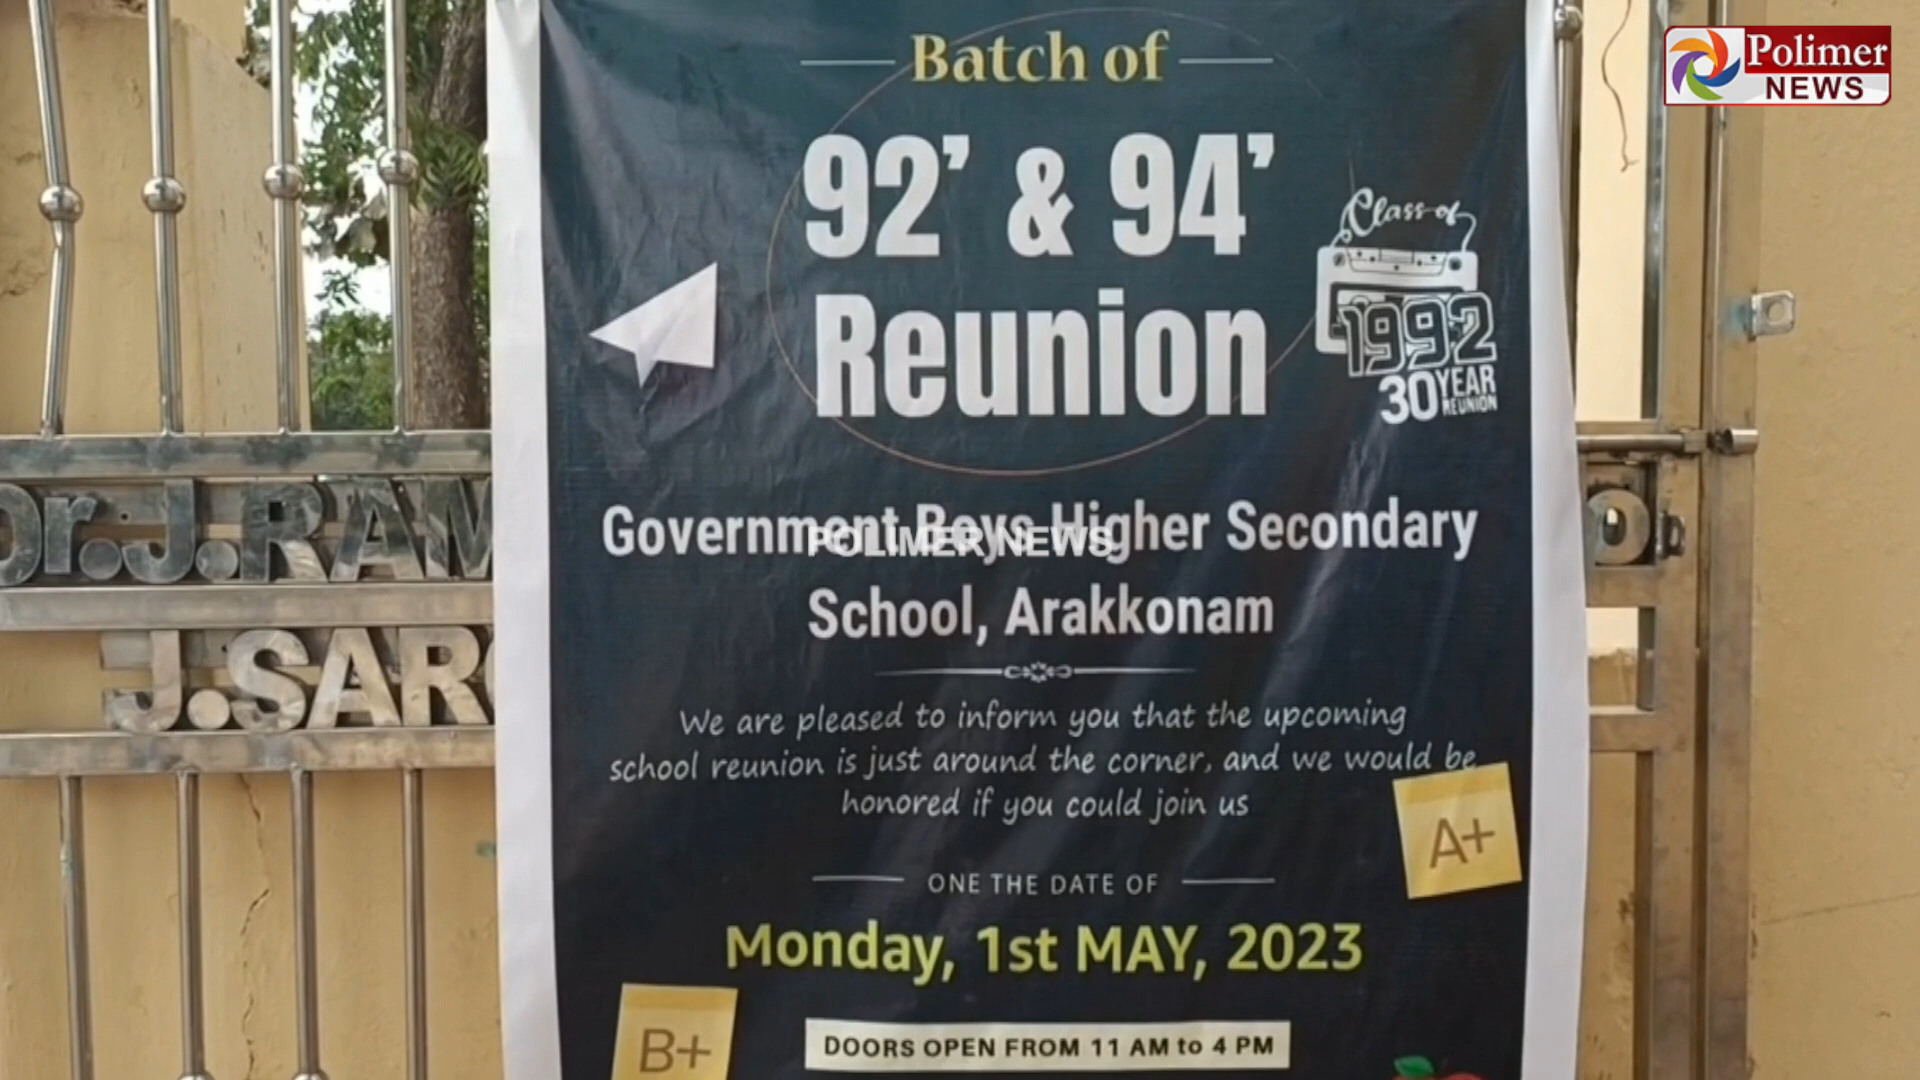 Batch of
92’ & 94’
Reunion
Class of
1992
30 YEAR
REUNION
Government Boys Higher Secondary
School, Arakkonam
We are pleased to inform you that the upcoming
school reunion is just around the corner, and we would be
honored if you could join us
ONE THE DATE OF
Monday, 1st MAY, 2023
DOORS OPEN FROM 11 AM to 4 PM
A+
B+
Dr.J.RAM
J.SAR
Polimer
NEWS
POLIMER NEWS